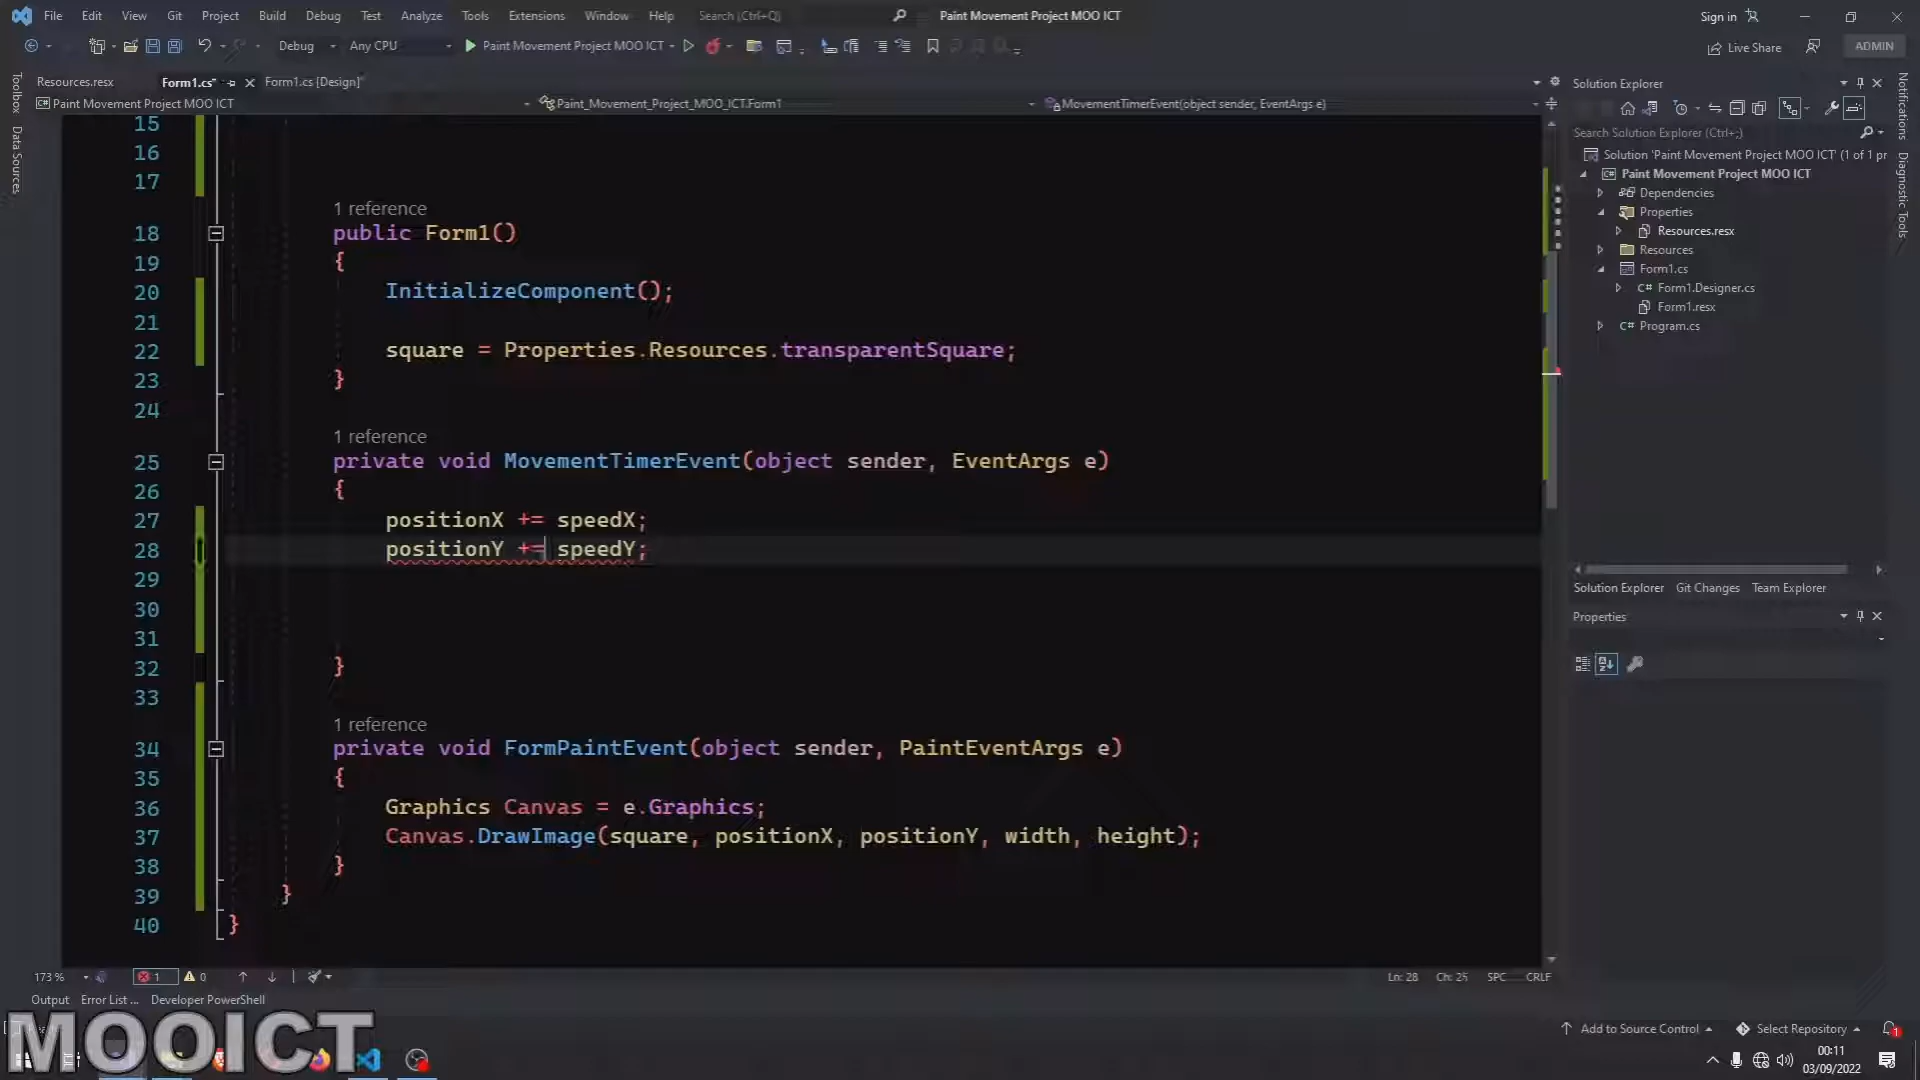 File Edit View Git Project Build Debug Test Analyze Tools Extensions Window Help Search (Ctrl+Q) Paint Movement Project MOO ICT Sign in
Debug Any CPU Paint Movement Project MOO ICT Live Share ADMIN
Toolbox
Data Sources
Resources.resx Form1.cs* Form1.cs [Design]*
Paint Movement Project MOO ICT Paint_Movement_Project_MOO_ICT.Form1 MovementTimerEvent(object sender, EventArgs e)
15
16
17
1 reference
18 public Form1()
19 {
20 InitializeComponent();
21
22 square = Properties.Resources.transparentSquare;
23 }
24
1 reference
25 private void MovementTimerEvent(object sender, EventArgs e)
26 {
27 positionX += speedX;
28 positionY += speedY;
29
30
31
32 }
33
1 reference
34 private void FormPaintEvent(object sender, PaintEventArgs e)
35 {
36 Graphics Canvas = e.Graphics;
37 Canvas.DrawImage(square, positionX, positionY, width, height);
38 }
39 }
40 }
173 % 1 0 Ln: 28 Ch: 25 SPC CRLF
Output Error List ... Developer PowerShell
Solution Explorer
Search Solution Explorer (Ctrl+;)
Solution 'Paint Movement Project MOO ICT' (1 of 1 pr
C# Paint Movement Project MOO ICT
Dependencies
Properties
Resources.resx
Resources
Form1.cs
C# Form1.Designer.cs
Form1.resx
C# Program.cs
Solution Explorer Git Changes Team Explorer
Properties
Notifications
Diagnostic Tools
Add to Source Control Select Repository 1
MOOICT
00:11
03/09/2022